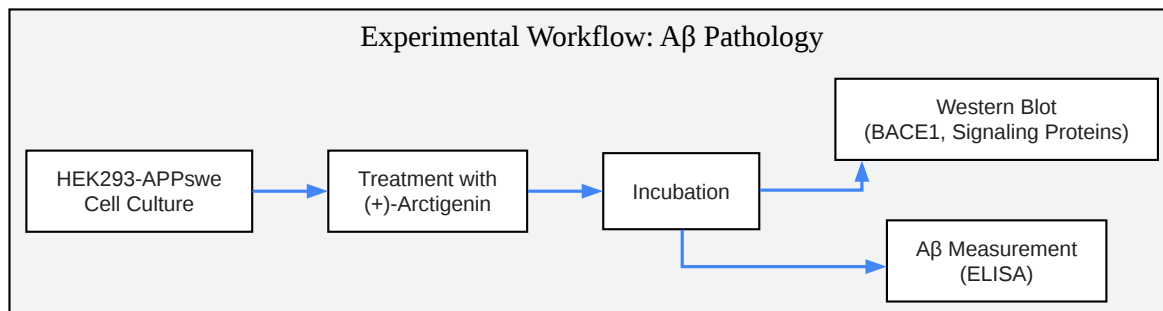 Experimental Workflow: Aβ Pathology
HEK293-APPswe
Cell Culture
Treatment with
(+)-Arctigenin
Incubation
Western Blot
(BACE1, Signaling Proteins)
Aβ Measurement
(ELISA)